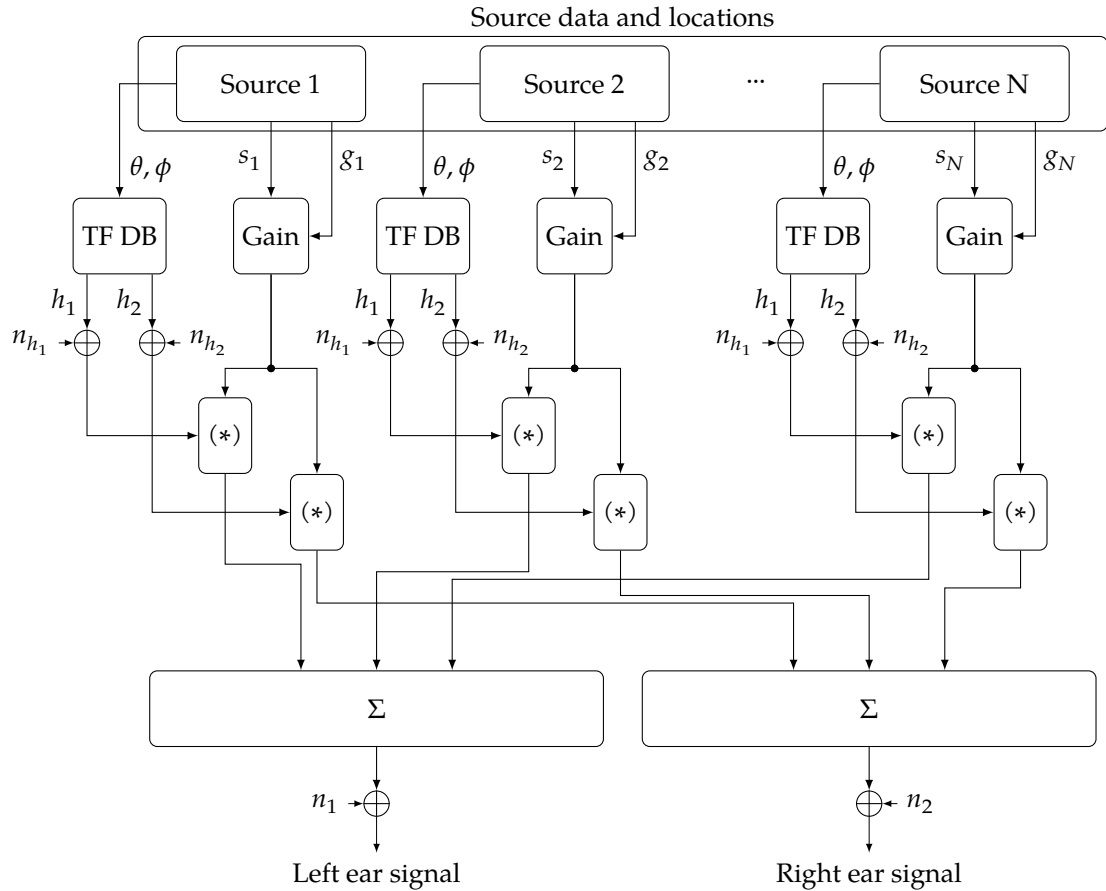 Source data and locations
Source 1
Source 2
...
Source N
θ, ϕ
s₁
g₁
θ, ϕ
s₂
g₂
θ, ϕ
s_N
g_N
TF DB
Gain
TF DB
Gain
TF DB
Gain
h₁
h₂
h₁
h₂
h₁
h₂
n_{h₁}
n_{h₂}
n_{h₁}
n_{h₂}
n_{h₁}
n_{h₂}
(∗)
(∗)
(∗)
(∗)
(∗)
(∗)
Σ
Σ
n₁
n₂
Left ear signal
Right ear signal